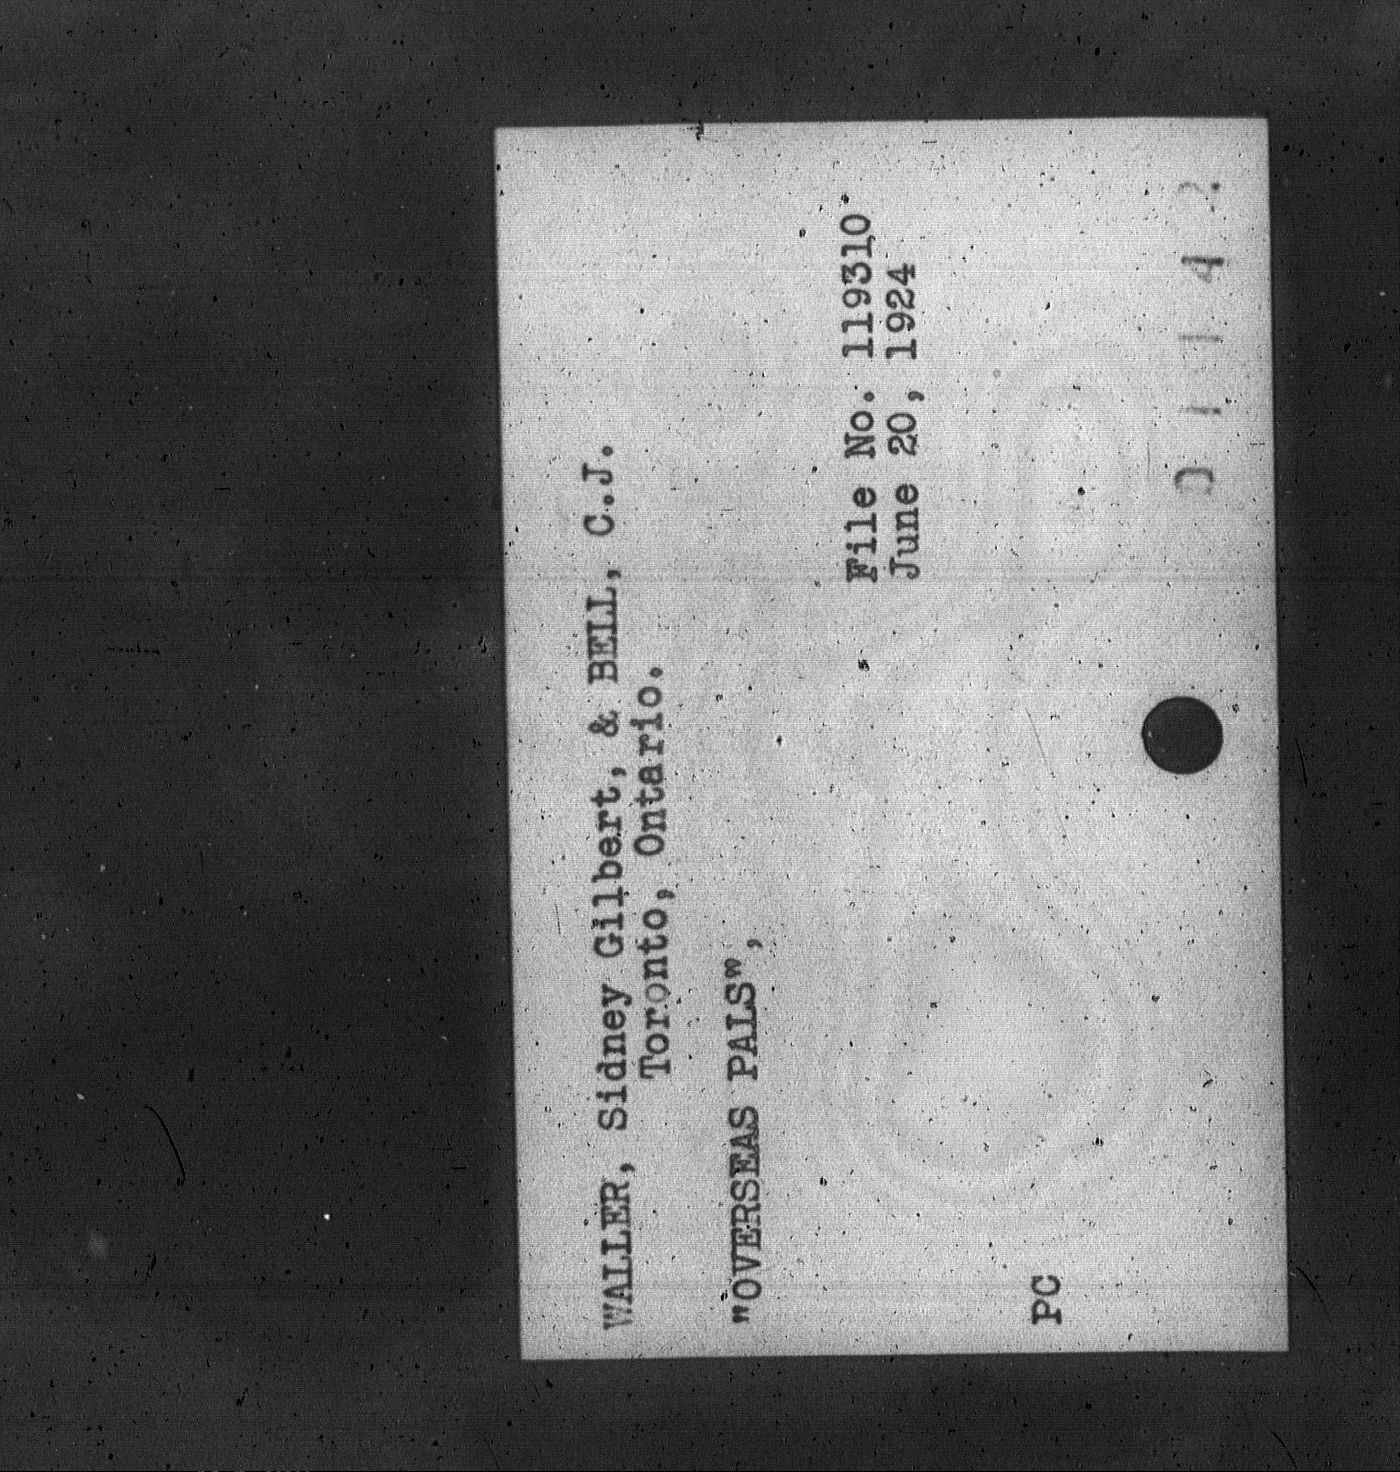 WALLER, Sidney Gilbert, & BELL, C.J.
Toronto, Ontario.
"OVERSEAS PALS",
File No. 119310
June 20, 1924
PC